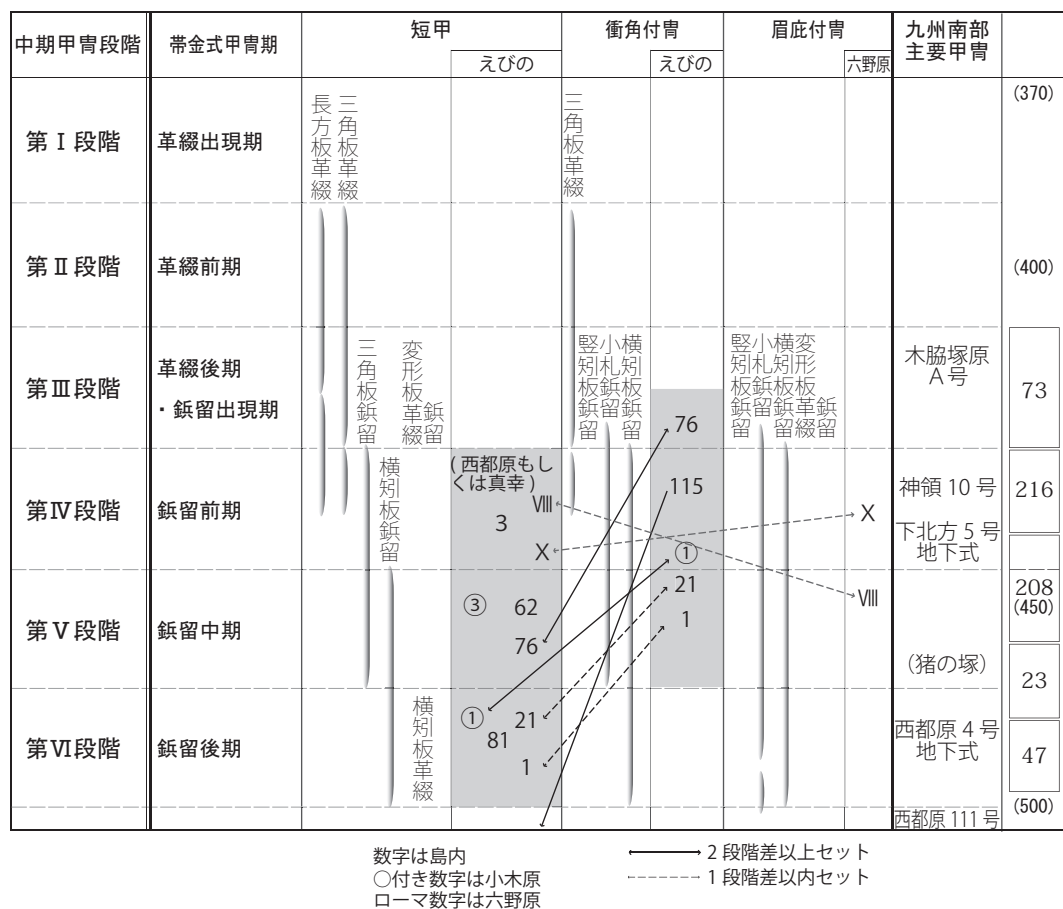 中期甲冑段階
帯金式甲冑期
短甲
えびの
衝角付冑
えびの
眉庇付冑
六野原
九州南部
主要甲冑
第Ⅰ段階
革綴出現期
長方板革綴
三角板革綴
三角板革綴
(370)
第Ⅱ段階
革綴前期
(400)
第Ⅲ段階
革綴後期
・鋲留出現期
三角板鋲留
変形板革綴
鋲留
竪矧板鋲留
小札鋲留
横矧板鋲留
76
竪矧板鋲留
小札鋲留
横矧板鋲留
変形板革綴
鋲留
木脇塚原
A号
73
第Ⅳ段階
鋲留前期
横矧板鋲留
(西都原もし
くは真幸)
Ⅷ
3
Ⅹ
115
①
Ⅹ
神領10号
下北方5号
地下式
216
第Ⅴ段階
鋲留中期
③
62
76
21
1
Ⅷ
(猪の塚)
208
(450)
23
第Ⅵ段階
鋲留後期
横矧板革綴
①
21
81
1
西都原4号
地下式
47
西都原111号
(500)
数字は島内
○付き数字は小木原
ローマ数字は六野原
2段階差以上セット
1段階差以内セット